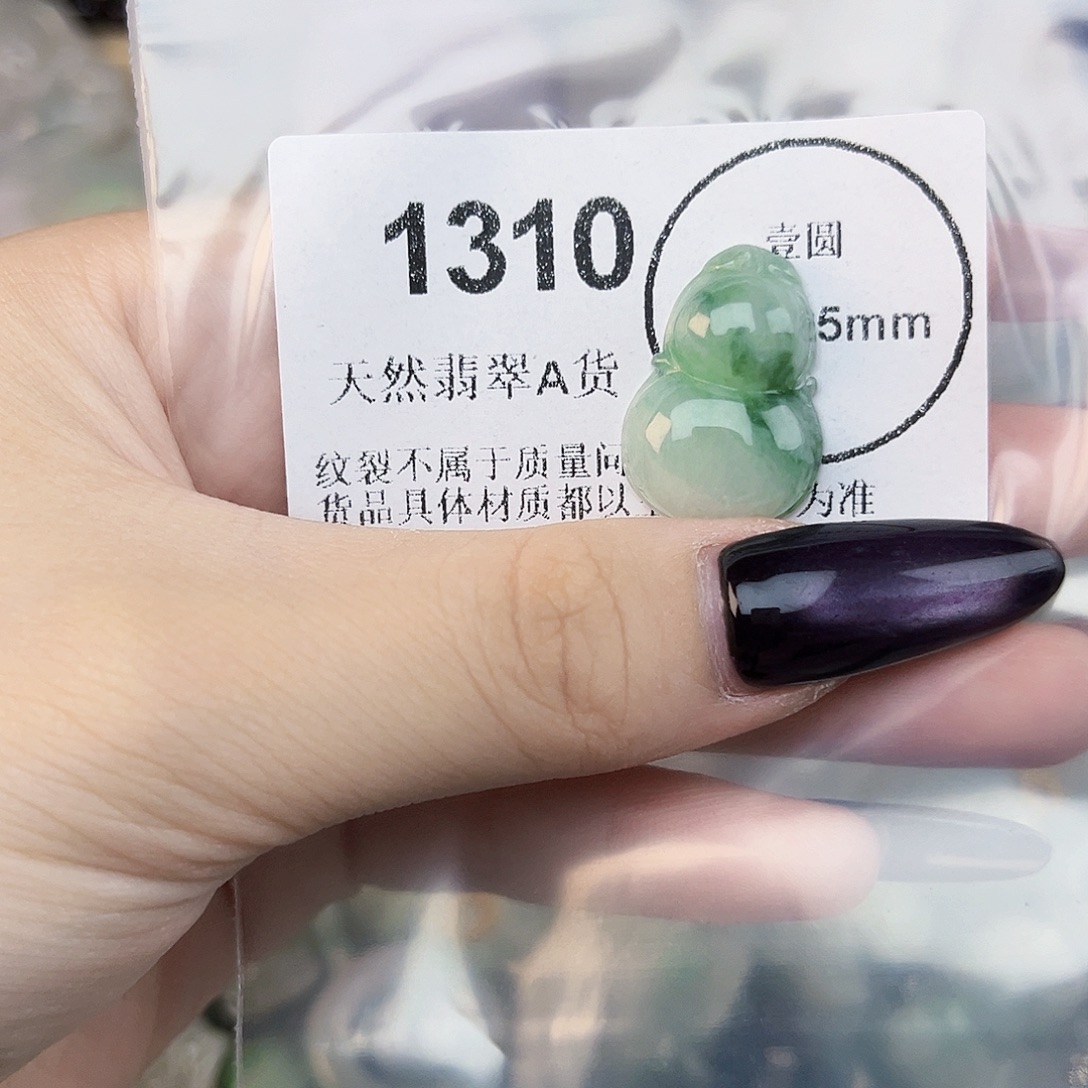 1310
壹圆
5mm
天然翡翠A货
纹裂不属于质量问
货品具体材质都以
为准